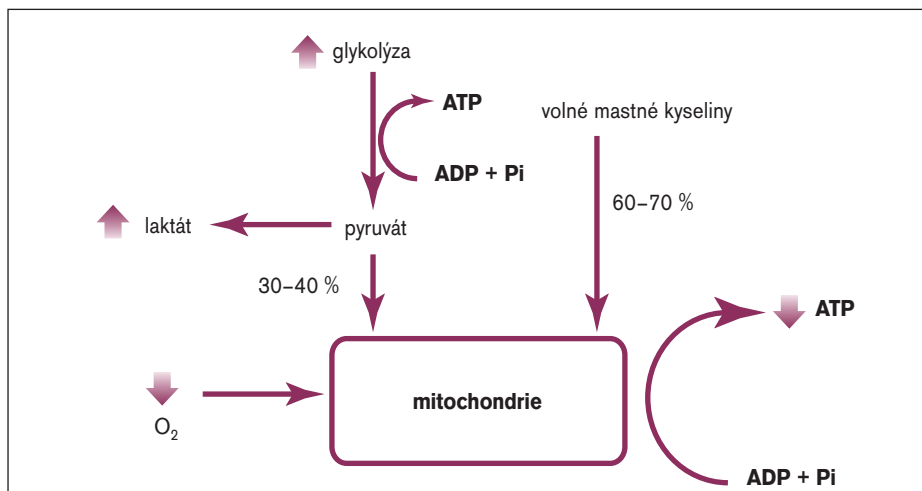 glykolýza
ATP
volné mastné kyseliny
ADP + Pi
60–70 %
laktát
pyruvát
30–40 %
ATP
mitochondrie
O₂
ADP + Pi